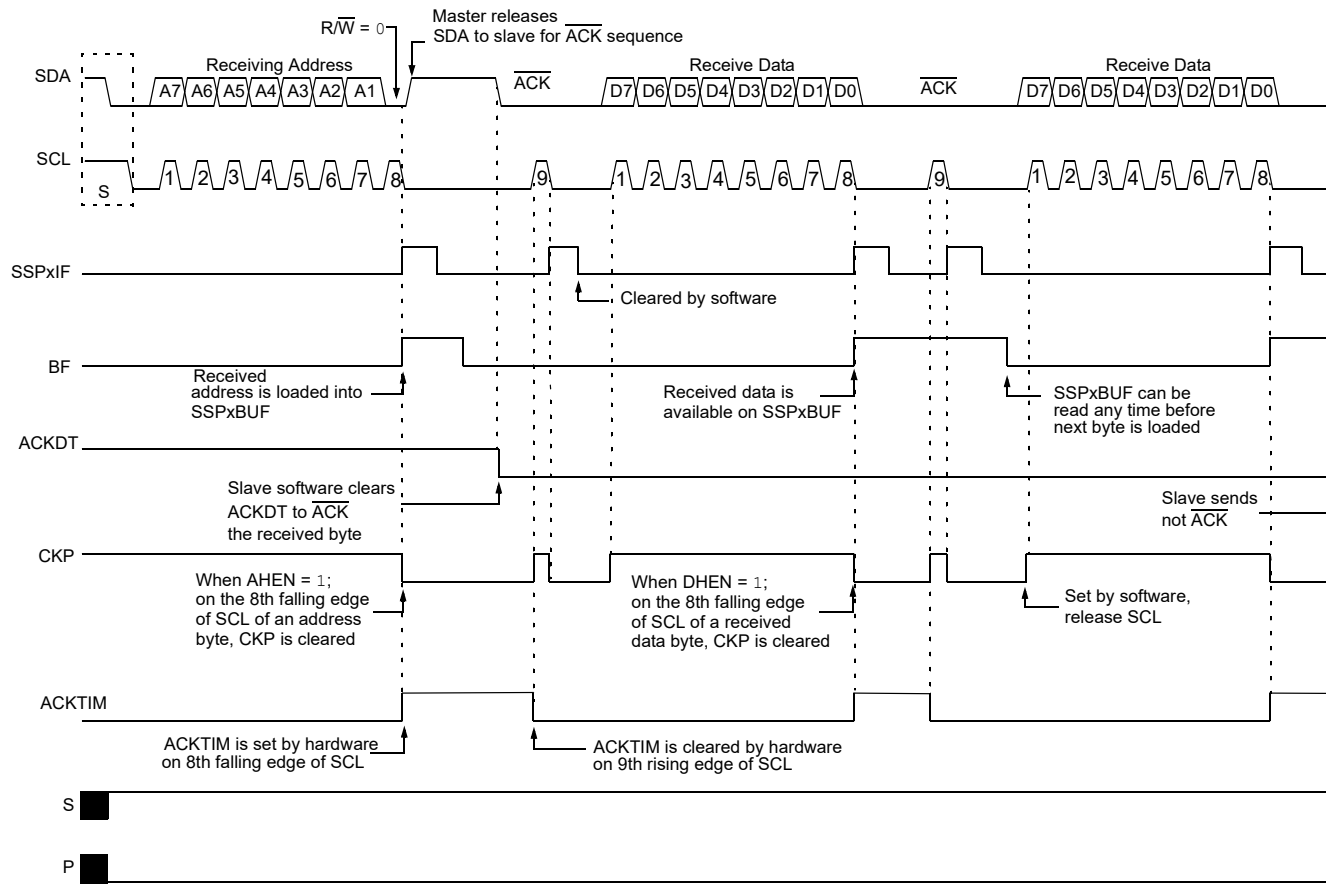 R/W̅ = 0
Master releases
SDA to slave for A̅C̅K̅ sequence
SDA
Receiving Address
A̅C̅K̅
Receive Data
A̅C̅K̅
Receive Data
A7 A6 A5 A4 A3 A2 A1
D7 D6 D5 D4 D3 D2 D1 D0
D7 D6 D5 D4 D3 D2 D1 D0
SCL
S
1 2 3 4 5 6 7 8 9 1 2 3 4 5 6 7 8 9 1 2 3 4 5 6 7 8
SSPxIF
Cleared by software
BF
Received
address is loaded into
SSPxBUF
Received data is
available on SSPxBUF
SSPxBUF can be
read any time before
next byte is loaded
ACKDT
Slave software clears
ACKDT to A̅C̅K̅
the received byte
Slave sends
not A̅C̅K̅
CKP
When AHEN = 1;
on the 8th falling edge
of SCL of an address
byte, CKP is cleared
When DHEN = 1;
on the 8th falling edge
of SCL of a received
data byte, CKP is cleared
Set by software,
release SCL
ACKTIM
ACKTIM is set by hardware
on 8th falling edge of SCL
ACKTIM is cleared by hardware
on 9th rising edge of SCL
S
P